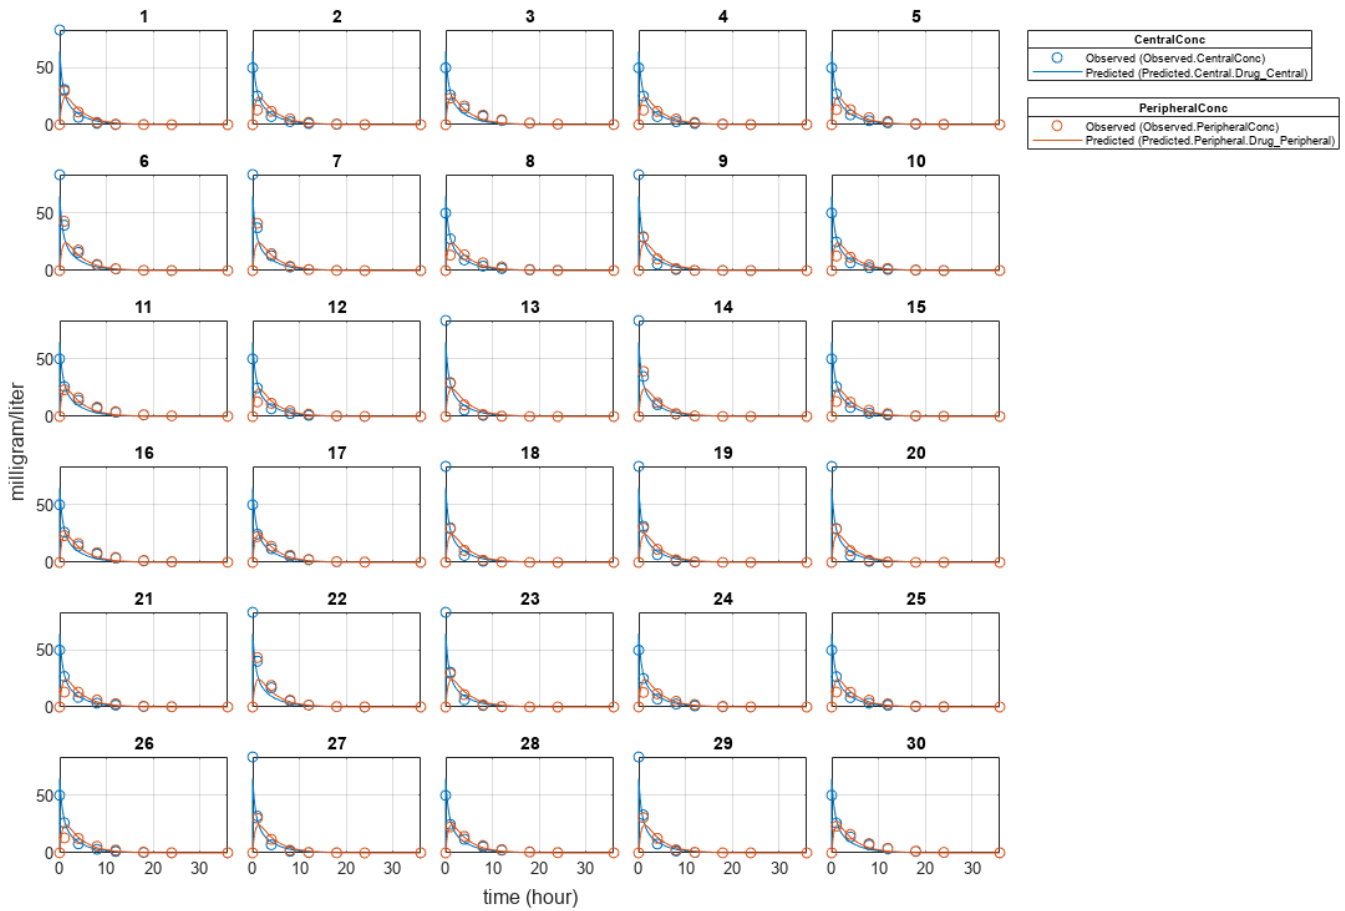 1 2 3 4 5
CentralConc
Observed (Observed.CentralConc)
Predicted (Predicted.Central.Drug_Central)
PeripheralConc
Observed (Observed.PeripheralConc)
Predicted (Predicted.Peripheral.Drug_Peripheral)
50
0
6 7 8 9 10
50
0
11 12 13 14 15
50
0
milligram/liter
16 17 18 19 20
50
0
21 22 23 24 25
50
0
26 27 28 29 30
50
0
0 10 20 30 0 10 20 30 0 10 20 30 0 10 20 30 0 10 20 30
time (hour)